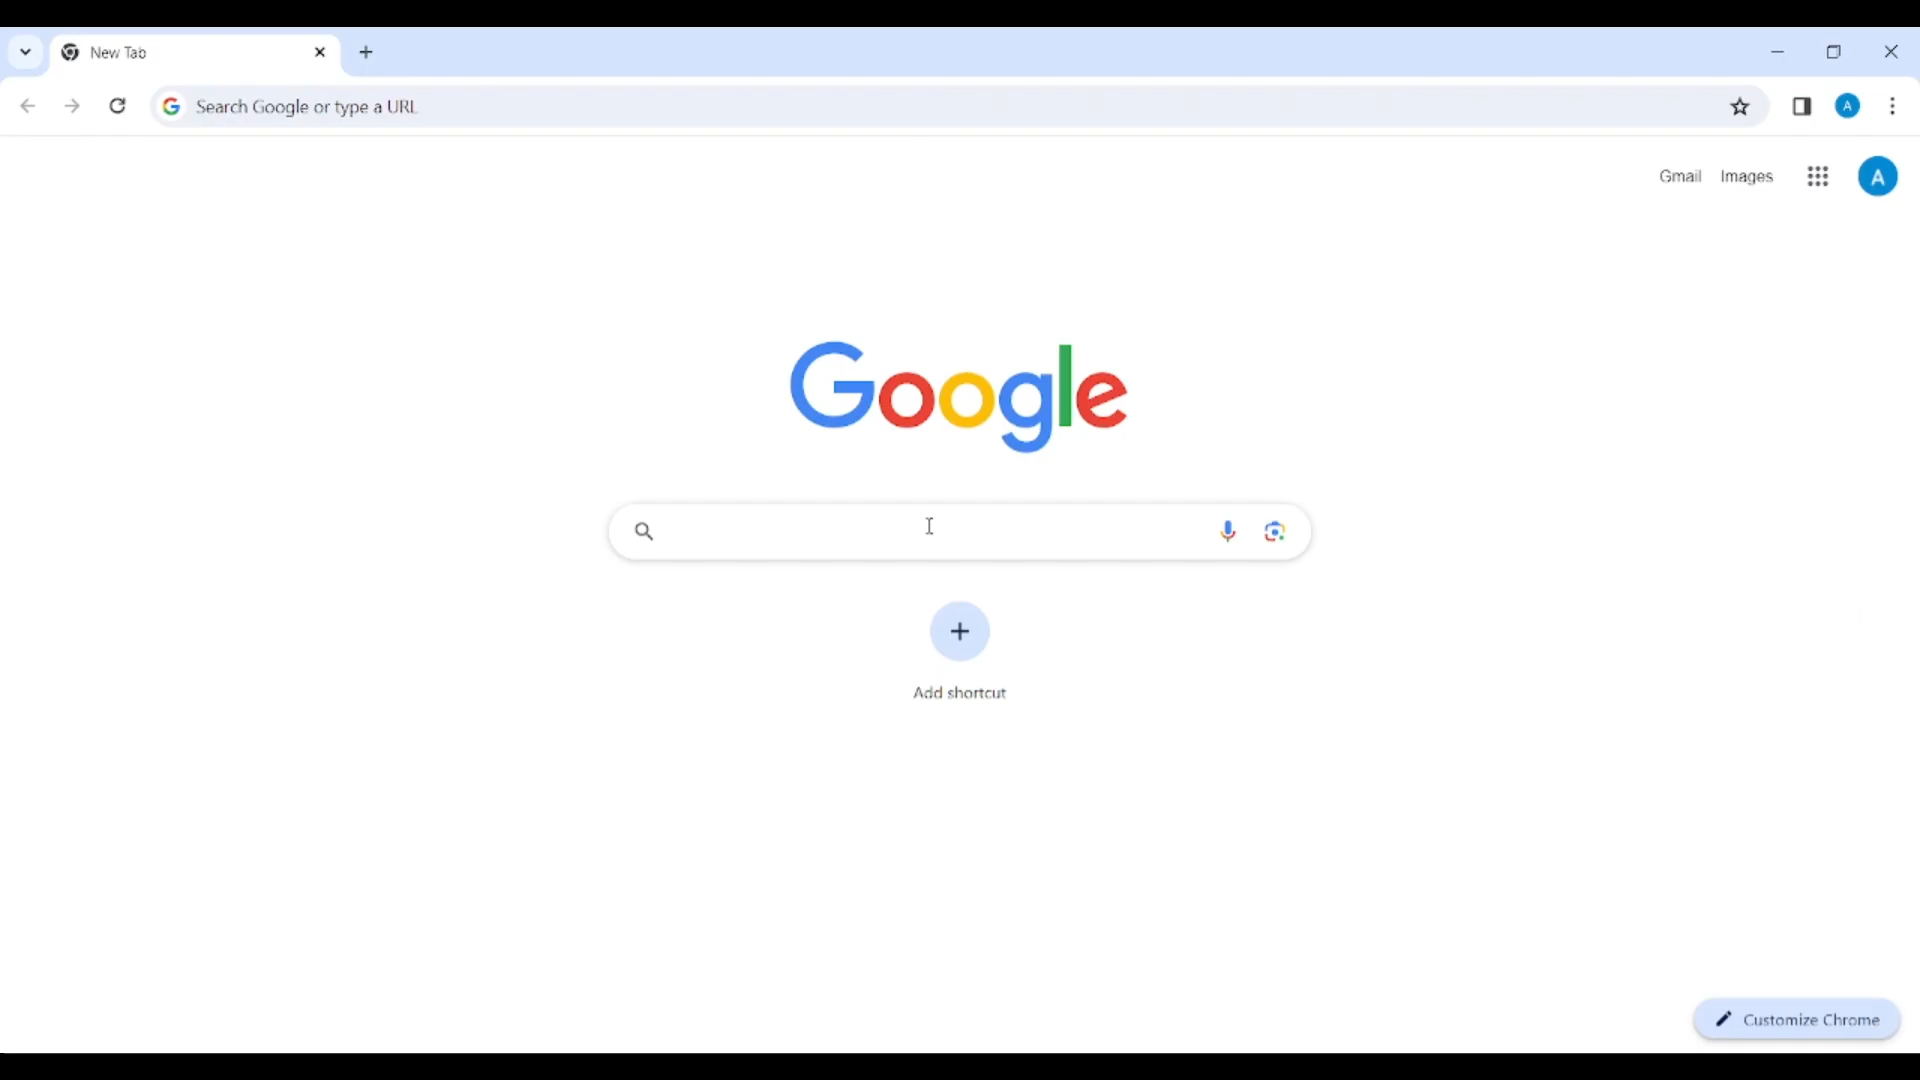 New Tab
Search Google or type a URL
A
Gmail Images
A
Google
Add shortcut
Customize Chrome